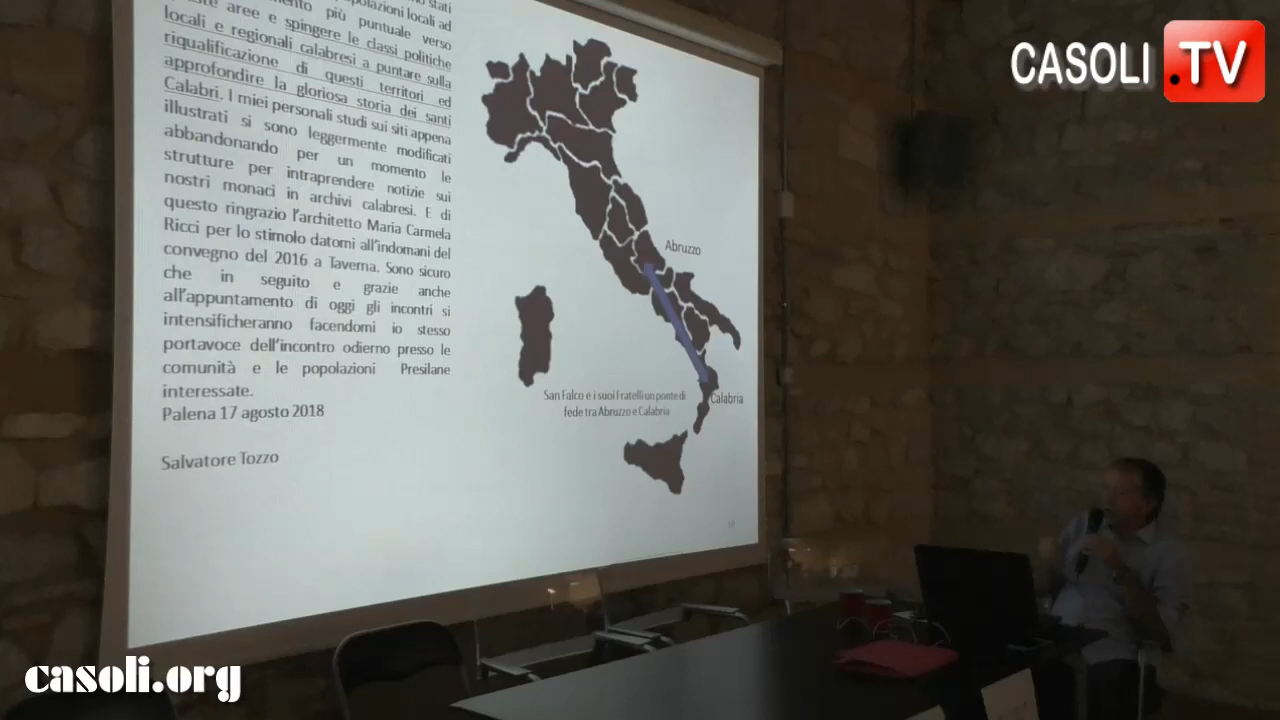 stati
popolazioni locali ad
aree e spingere le classi politiche più puntuale verso
locali e regionali calabresi a puntare sulla
riqualificazione di questi territori ed
approfondire la gloriosa storia dei santi
Calabri. I miei personali studi sui siti appena
illustrati si sono leggermente modificati
abbandonando per un momento le
strutture per intraprendere notizie sui
nostri monaci in archivi calabresi. E di
questo ringrazio l'architetto Maria Carmela
Ricci per lo stimolo datomi all'indomani del
convegno del 2016 a Taverna. Sono sicuro
che in seguito e grazie anche
all'appuntamento di oggi gli incontri si
intensificheranno facendomi io stesso
portavoce dell'incontro odierno presso le
comunità e le popolazioni Presilane
interessate.
Palena 17 agosto 2018
Salvatore Tozzo
Abruzzo
San Falco e i suoi Fratelli un ponte di
fede tra Abruzzo e Calabria
Calabria
CASOLI .TV
casoli.org